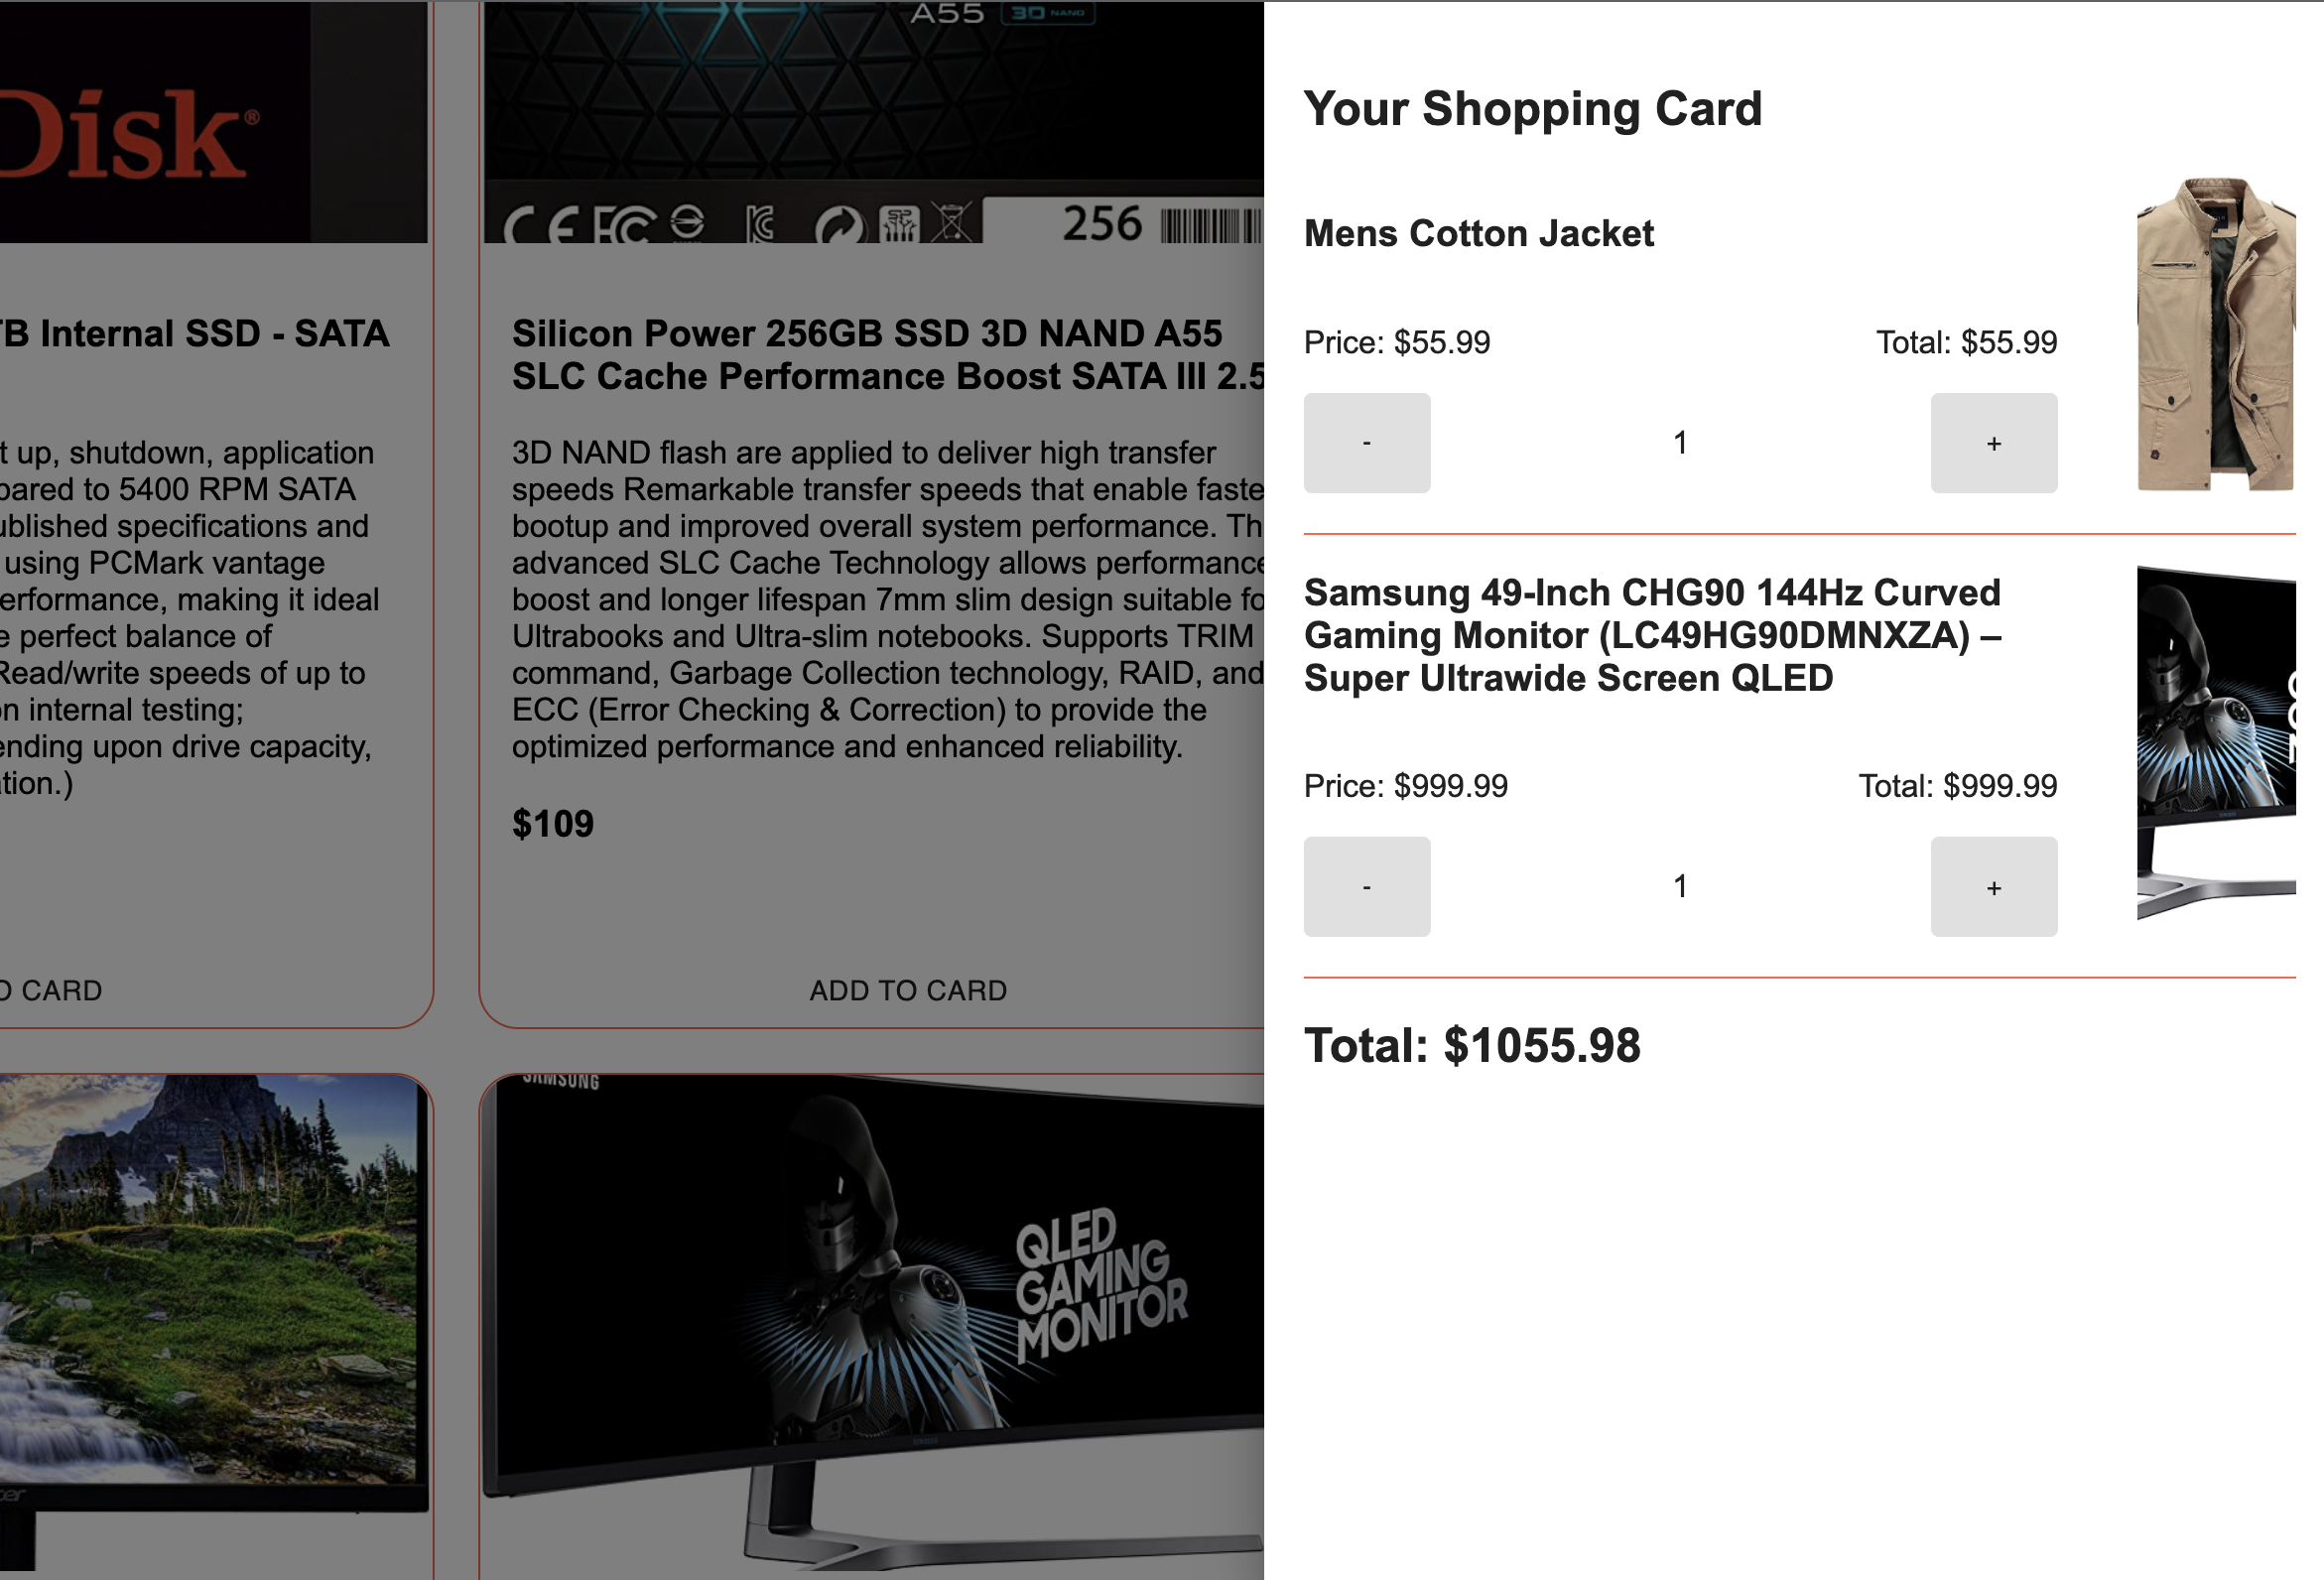 Disk®
TB Internal SSD - SATA
t up, shutdown, application
pared to 5400 RPM SATA
ublished specifications and
using PCMark vantage
erformance, making it ideal
e perfect balance of
Read/write speeds of up to
on internal testing;
ending upon drive capacity,
ation.)
O CARD
A55 3D NAND
256
Silicon Power 256GB SSD 3D NAND A55
SLC Cache Performance Boost SATA III 2.5
3D NAND flash are applied to deliver high transfer
speeds Remarkable transfer speeds that enable faste
bootup and improved overall system performance. Th
advanced SLC Cache Technology allows performance
boost and longer lifespan 7mm slim design suitable fo
Ultrabooks and Ultra-slim notebooks. Supports TRIM
command, Garbage Collection technology, RAID, and
ECC (Error Checking & Correction) to provide the
optimized performance and enhanced reliability.
$109
ADD TO CARD
SAMSUNG
QLED
GAMING
MONITOR
Your Shopping Card
Mens Cotton Jacket
Price: $55.99 Total: $55.99
- 1 +
Samsung 49-Inch CHG90 144Hz Curved
Gaming Monitor (LC49HG90DMNXZA) –
Super Ultrawide Screen QLED
Price: $999.99 Total: $999.99
- 1 +
Total: $1055.98